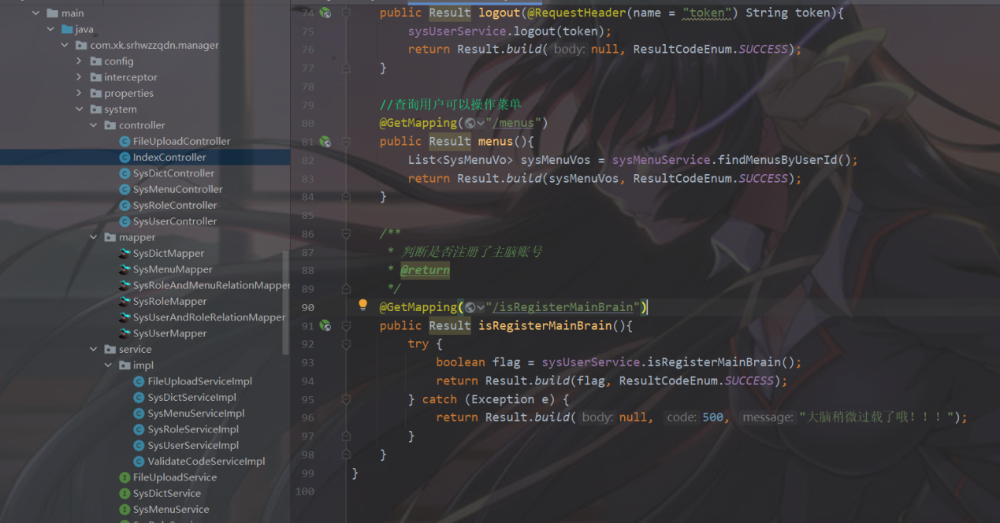 main
java
com.xk.srhwzzqdn.manager
config
interceptor
properties
system
controller
FileUploadController
IndexController
SysDictController
SysMenuController
SysRoleController
SysUserController
mapper
SysDictMapper
SysMenuMapper
SysRoleAndMenuRelationMapper
SysRoleMapper
SysUserAndRoleRelationMapper
SysUserMapper
service
impl
FileUploadServiceImpl
SysDictServiceImpl
SysMenuServiceImpl
SysRoleServiceImpl
SysUserServiceImpl
ValidateCodeServiceImpl
FileUploadService
SysDictService
SysMenuService
74 public Result logout(@RequestHeader(name = "token") String token){
75 sysUserService.logout(token);
76 return Result.build( body: null, ResultCodeEnum.SUCCESS);
77 }
78
79 //查询用户可以操作菜单
80 @GetMapping("/menus")
81 public Result menus(){
82 List<SysMenuVo> sysMenuVos = sysMenuService.findMenusByUserId();
83 return Result.build(sysMenuVos, ResultCodeEnum.SUCCESS);
84 }
85
86 /**
87 * 判断是否注册了主脑账号
88 * @return
89 */
90 @GetMapping("/isRegisterMainBrain")
91 public Result isRegisterMainBrain(){
92 try {
93 boolean flag = sysUserService.isRegisterMainBrain();
94 return Result.build(flag, ResultCodeEnum.SUCCESS);
95 } catch (Exception e) {
96 return Result.build( body: null, code: 500, message: "大脑稍微过载了哦！！！");
97 }
98 }
99 }
100